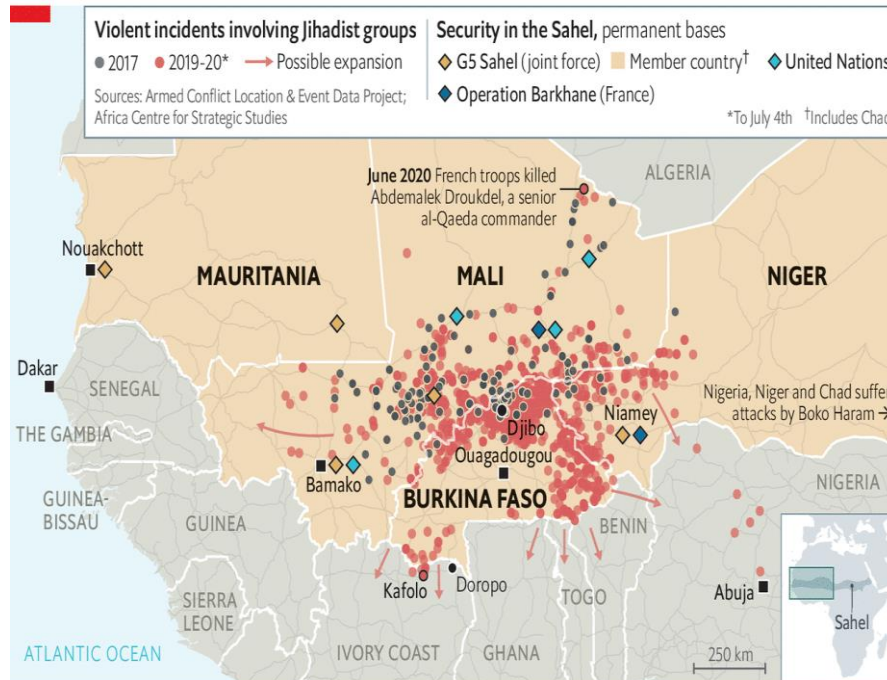 Violent incidents involving Jihadist groups
2017
2019-20*
Possible expansion
Sources: Armed Conflict Location & Event Data Project;
Africa Centre for Strategic Studies
Security in the Sahel, permanent bases
G5 Sahel (joint force)
Member country†
United Nations
Operation Barkhane (France)
*To July 4th †Includes Chad
June 2020 French troops killed
Abdemalek Droukdel, a senior
al-Qaeda commander
ALGERIA
Nouakchott
MAURITANIA
MALI
NIGER
Dakar
SENEGAL
THE GAMBIA
Nigeria, Niger and Chad suffer
attacks by Boko Haram →
Niamey
Djibo
Ouagadougou
Bamako
BURKINA FASO
NIGERIA
GUINEA-
BISSAU
GUINEA
BENIN
Kafolo
Doropo
TOGO
Abuja
SIERRA
LEONE
Sahel
ATLANTIC OCEAN
IVORY COAST
GHANA
250 km